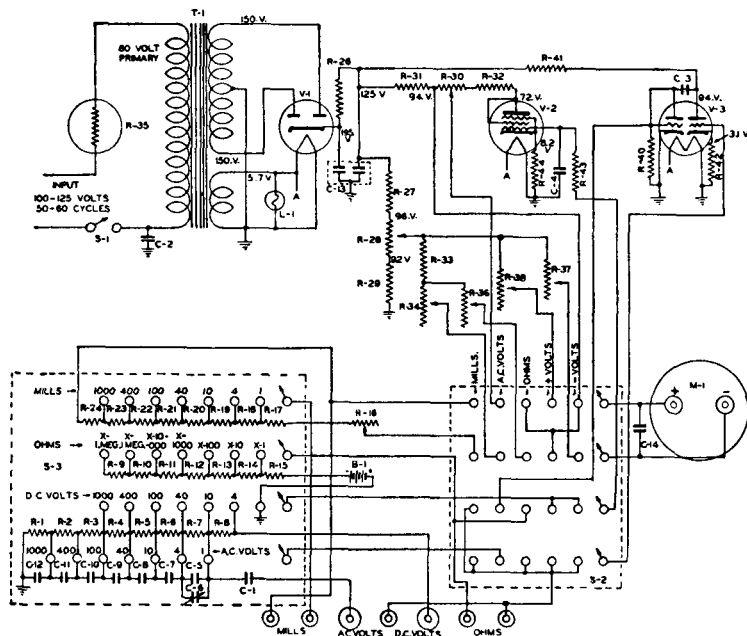 T-1
150.V.
80 VOLT
PRIMARY
R-35
INPUT
100-125 VOLTS
50-60 CYCLES
S-1
C-2
V-1
150.V.
5.7 V
A
L-1
R-26
125 V
C-13
R-31
R-30
R-32
94.V.
72.V.
V-2
A
R-44
C-4
R-43
R-41
C-3
94.V.
V-3
3.1 V
R-40
A
R-42
R-27
96.V.
R-28
92 V
R-29
R-33
R-34
R-36
R-38
R-37
MILLS
1000 400 100 40 10 4 1
R-24 R-23 R-22 R-21 R-20 R-19 R-18 R-17
R-16
OHMS
X-
1.MEG.
X-
.1 MEG.
X-10-
000
X-
1000
X-100
X-10
X-1
S-3
R-9 R-10 R-11 R-12 R-13 R-14 R-15
B-1
D.C VOLTS
1000 400 100 40 10 4
R-1 R-2 R-3 R-4 R-5 R-6 R-7 R-8
1000 400 100 40 10 4 1
A.C. VOLTS
C-12 C-11 C-10 C-9 C-8 C-7 C-5
C-6
C-1
-MILLS.
-A.C. VOLTS
-OHMS
+VOLTS
-VOLTS
M-1
+
-
C-14
S-2
MILLS
A.C. VOLTS
D.C. VOLTS
OHMS